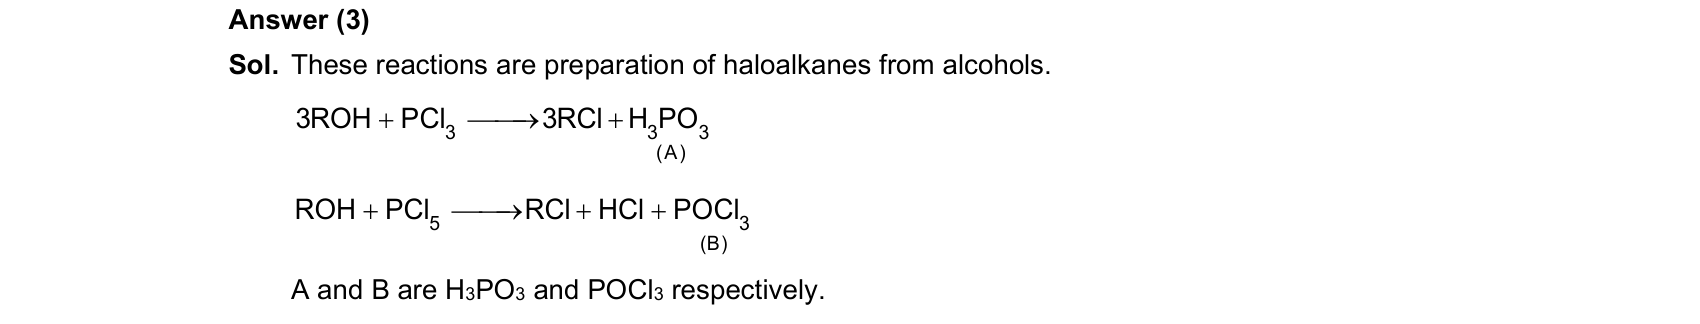 Answer (3)
Sol. These reactions are preparation of haloalkanes from alcohols.
3ROH + PCl₃ ⟶ 3RCl + H₃PO₃
(A)
ROH + PCl₅ ⟶ RCl + HCl + POCl₃
(B)
A and B are H₃PO₃ and POCl₃ respectively.